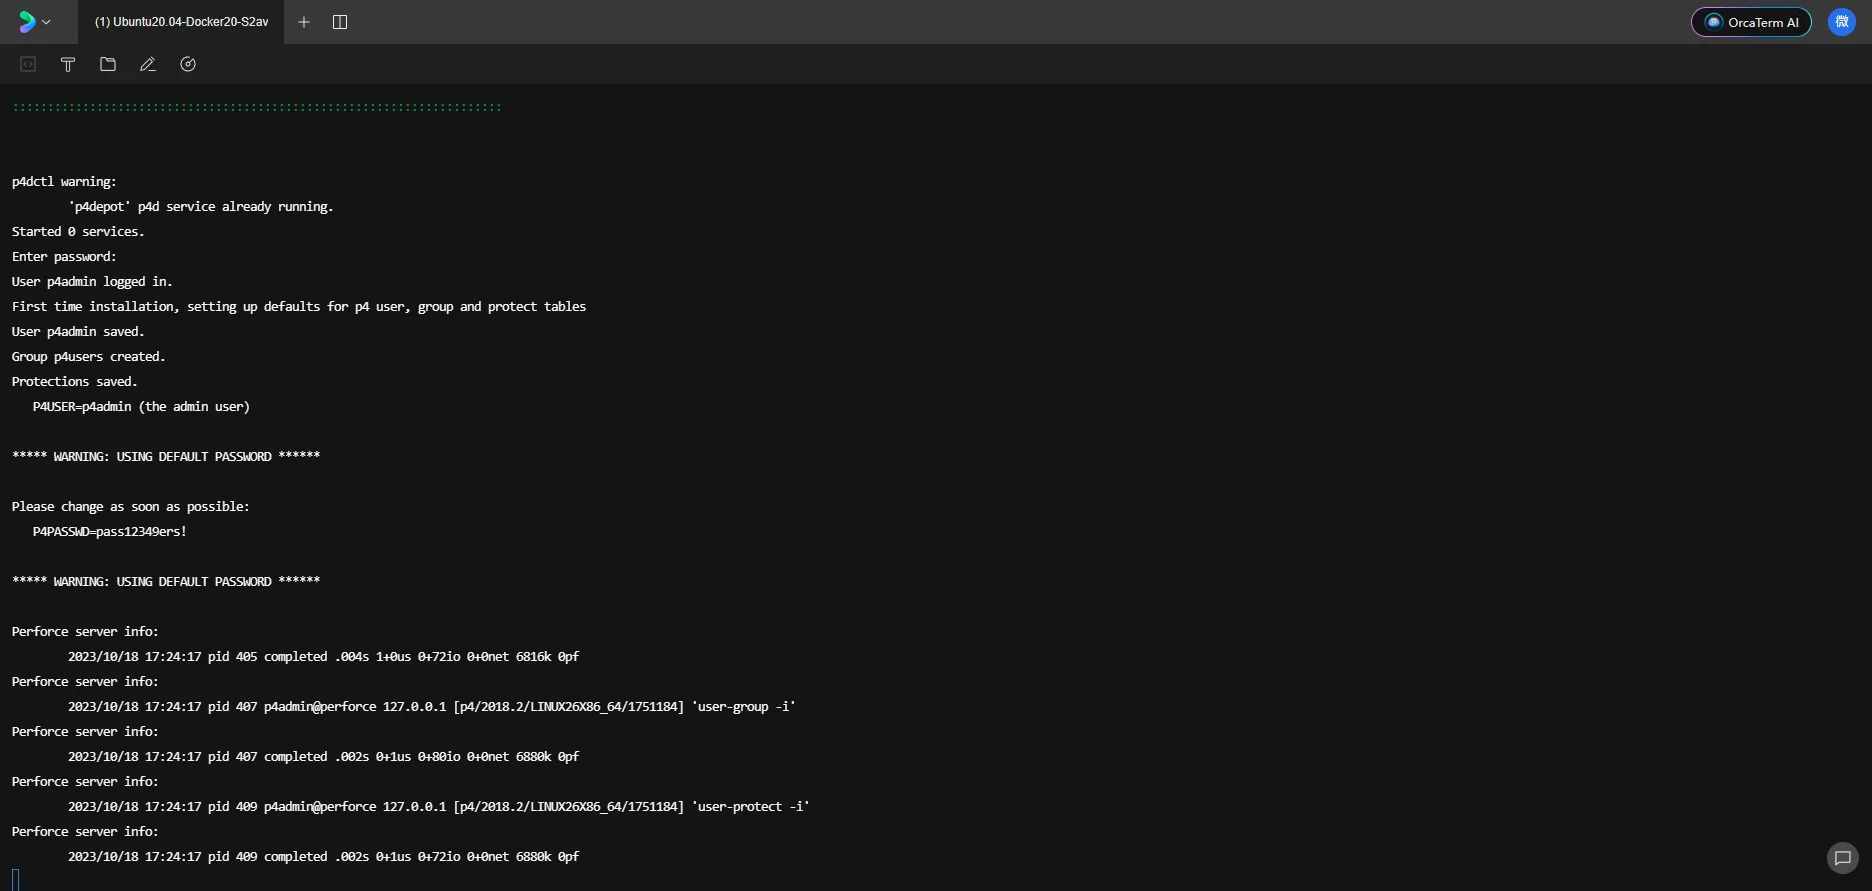 (1) Ubuntu20.04-Docker20-S2av
OrcaTerm AI
微
::::::::::::::::::::::::::::::::::::::::::::::::::::::::::::::::::::::
p4dctl warning:
'p4depot' p4d service already running.
Started 0 services.
Enter password:
User p4admin logged in.
First time installation, setting up defaults for p4 user, group and protect tables
User p4admin saved.
Group p4users created.
Protections saved.
P4USER=p4admin (the admin user)
***** WARNING: USING DEFAULT PASSWORD ******
Please change as soon as possible:
P4PASSWD=pass12349ers!
***** WARNING: USING DEFAULT PASSWORD ******
Perforce server info:
2023/10/18 17:24:17 pid 405 completed .004s 1+0us 0+72io 0+0net 6816k 0pf
Perforce server info:
2023/10/18 17:24:17 pid 407 p4admin@perforce 127.0.0.1 [p4/2018.2/LINUX26X86_64/1751184] 'user-group -i'
Perforce server info:
2023/10/18 17:24:17 pid 407 completed .002s 0+1us 0+80io 0+0net 6880k 0pf
Perforce server info:
2023/10/18 17:24:17 pid 409 p4admin@perforce 127.0.0.1 [p4/2018.2/LINUX26X86_64/1751184] 'user-protect -i'
Perforce server info:
2023/10/18 17:24:17 pid 409 completed .002s 0+1us 0+72io 0+0net 6880k 0pf